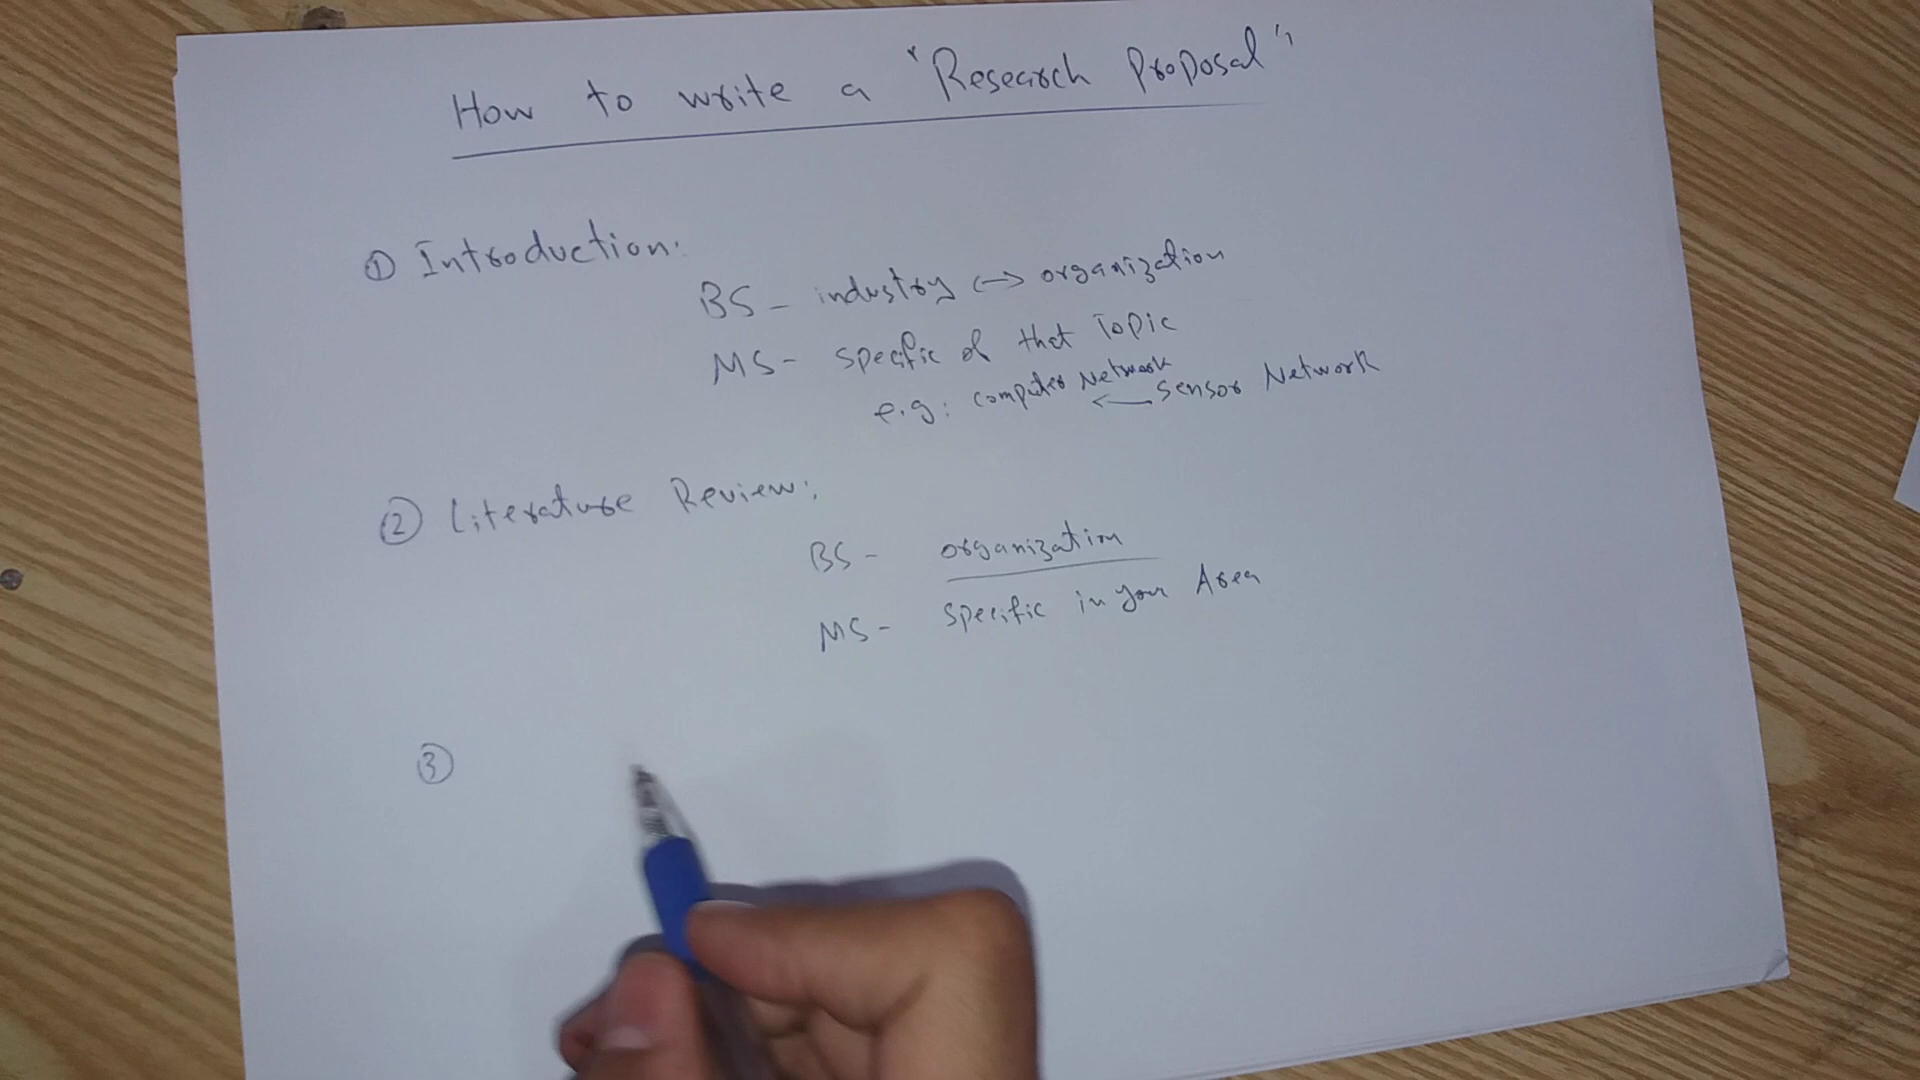 How to write a "Research Proposal"
① Introduction:
BS - industry ↔ organization
MS - Specific of that Topic
e.g: computer Network ← Sensor Network
② Literature Review:
BS - organization
MS - Specific in your Area
③